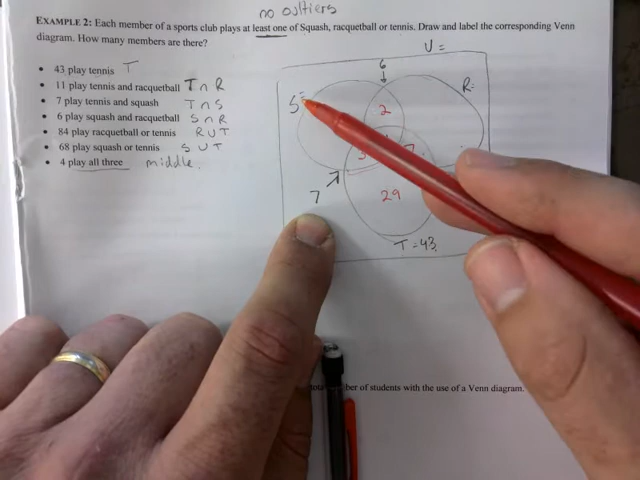 no outliers
EXAMPLE 2: Each member of a sports club plays at least one of Squash, racquetball or tennis. Draw and label the corresponding Venn
diagram. How many members are there?
• 43 play tennis T
• 11 play tennis and racquetball T ∩ R
• 7 play tennis and squash T ∩ S
• 6 play squash and racquetball S ∩ R
• 84 play racquetball or tennis R ∪ T
• 68 play squash or tennis S ∪ T
• 4 play all three middle.
U =
6
S =
R=
2
3
7
7
29
T = 43
of students with the use of a Venn diagram.